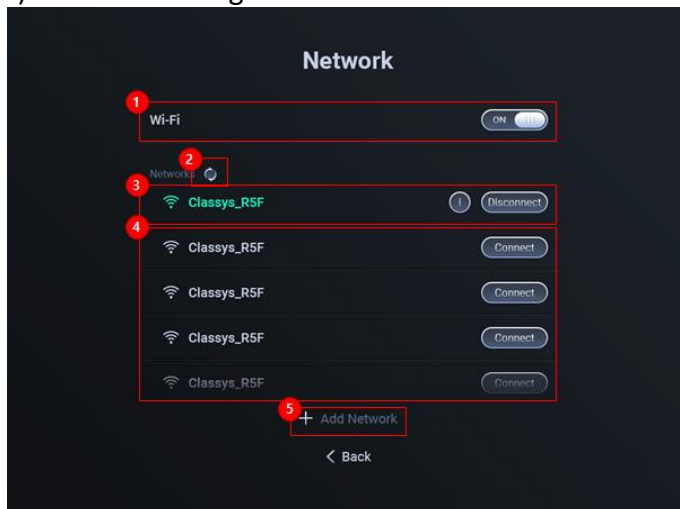 Network
1
Wi-Fi ON
2
Networks
3
Classys_R5F i Disconnect
4
Classys_R5F Connect
Classys_R5F Connect
Classys_R5F Connect
Classys_R5F Connect
5
+ Add Network
< Back